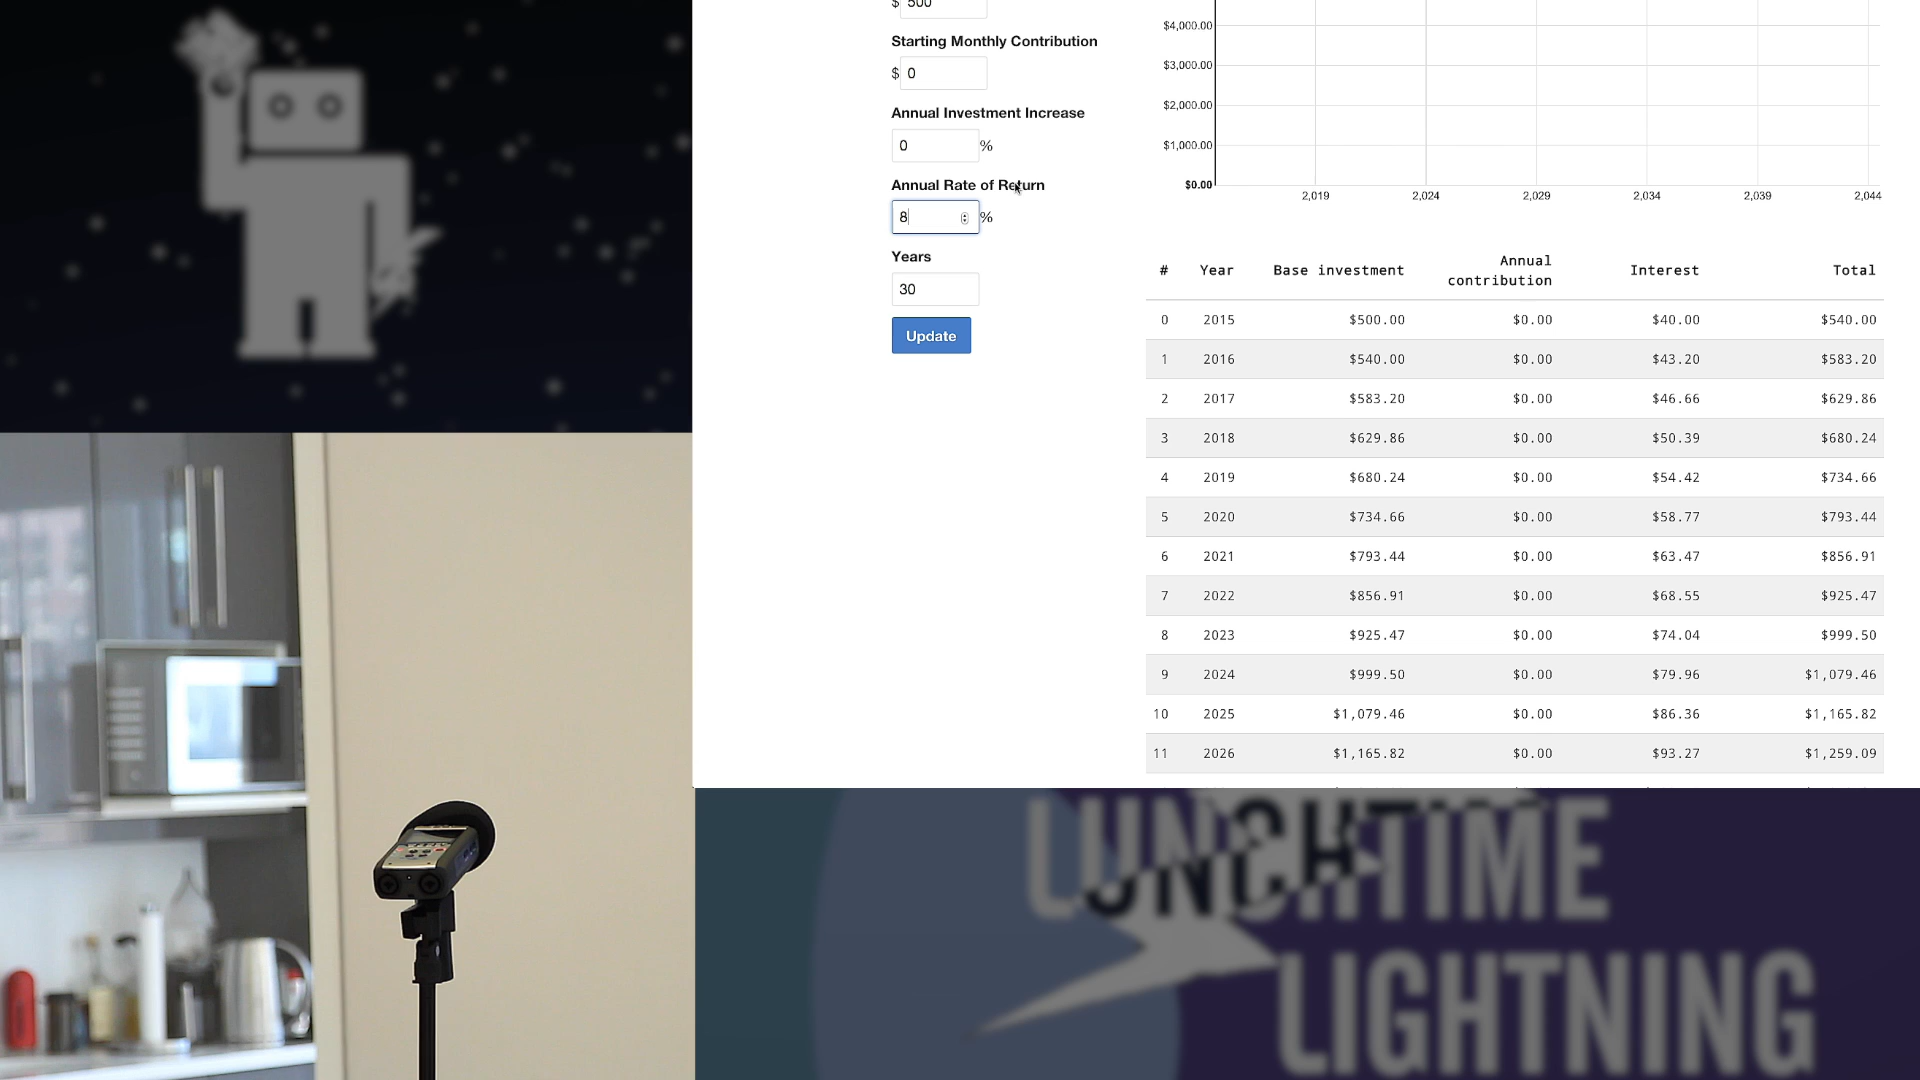 $ 500
Starting Monthly Contribution
$ 0
Annual Investment Increase
0 %
Annual Rate of Return
8 %
Years
30
Update
$4,000.00
$3,000.00
$2,000.00
$1,000.00
$0.00
2,019 2,024 2,029 2,034 2,039 2,044
# Year Base investment Annual contribution Interest Total
0 2015 $500.00 $0.00 $40.00 $540.00
1 2016 $540.00 $0.00 $43.20 $583.20
2 2017 $583.20 $0.00 $46.66 $629.86
3 2018 $629.86 $0.00 $50.39 $680.24
4 2019 $680.24 $0.00 $54.42 $734.66
5 2020 $734.66 $0.00 $58.77 $793.44
6 2021 $793.44 $0.00 $63.47 $856.91
7 2022 $856.91 $0.00 $68.55 $925.47
8 2023 $925.47 $0.00 $74.04 $999.50
9 2024 $999.50 $0.00 $79.96 $1,079.46
10 2025 $1,079.46 $0.00 $86.36 $1,165.82
11 2026 $1,165.82 $0.00 $93.27 $1,259.09
LUNCHTIME
LIGHTNING